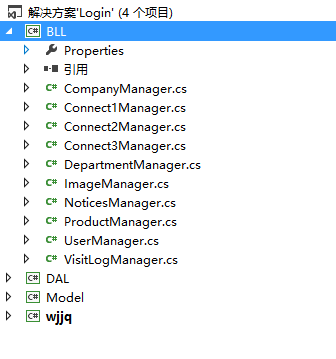 解决方案'Login' (4 个项目)
C# BLL
Properties
引用
C# CompanyManager.cs
C# Connect1Manager.cs
C# Connect2Manager.cs
C# Connect3Manager.cs
C# DepartmentManager.cs
C# ImageManager.cs
C# NoticesManager.cs
C# ProductManager.cs
C# UserManager.cs
C# VisitLogManager.cs
C# DAL
C# Model
C# wjjq